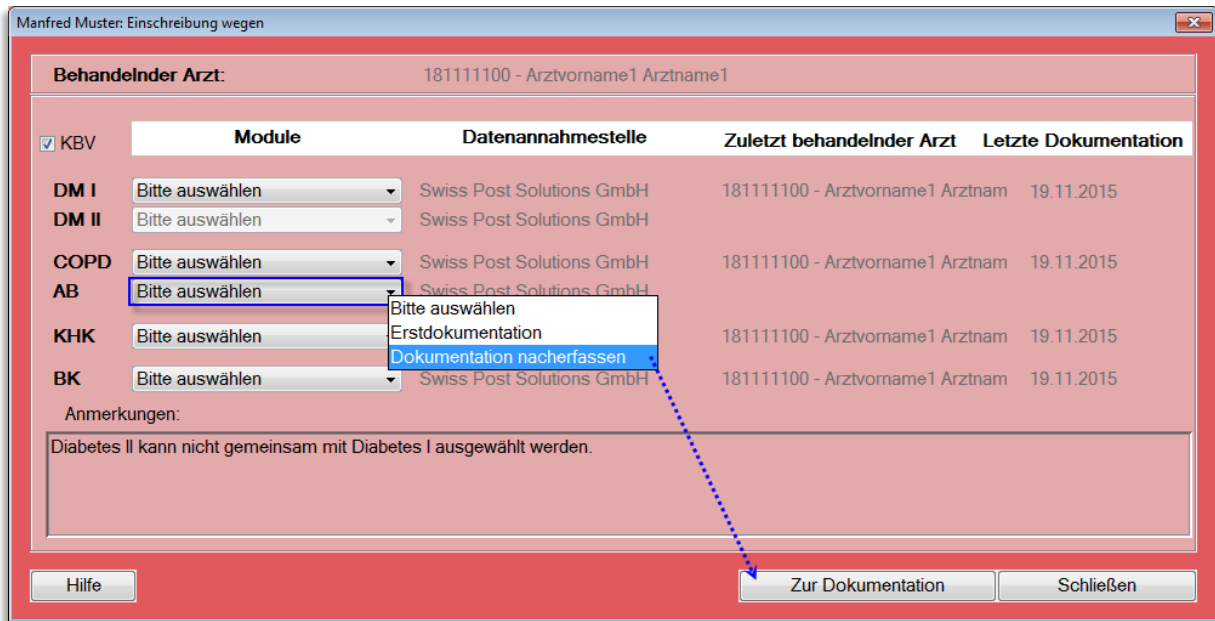 Manfred Muster: Einschreibung wegen
Behandelnder Arzt: 181111100 - Arztvorname1 Arztname1
KBV Module Datenannahmestelle Zuletzt behandelnder Arzt Letzte Dokumentation
DM I Bitte auswählen Swiss Post Solutions GmbH 181111100 - Arztvorname1 Arztnam 19.11.2015
DM II Bitte auswählen Swiss Post Solutions GmbH
COPD Bitte auswählen Swiss Post Solutions GmbH 181111100 - Arztvorname1 Arztnam 19.11.2015
AB Bitte auswählen Swiss Post Solutions GmbH
Bitte auswählen
Erstdokumentation
Dokumentation nacherfassen
KHK Bitte auswählen 181111100 - Arztvorname1 Arztnam 19.11.2015
BK Bitte auswählen Swiss Post Solutions GmbH 181111100 - Arztvorname1 Arztnam 19.11.2015
Anmerkungen:
Diabetes II kann nicht gemeinsam mit Diabetes I ausgewählt werden.
Hilfe Zur Dokumentation Schließen